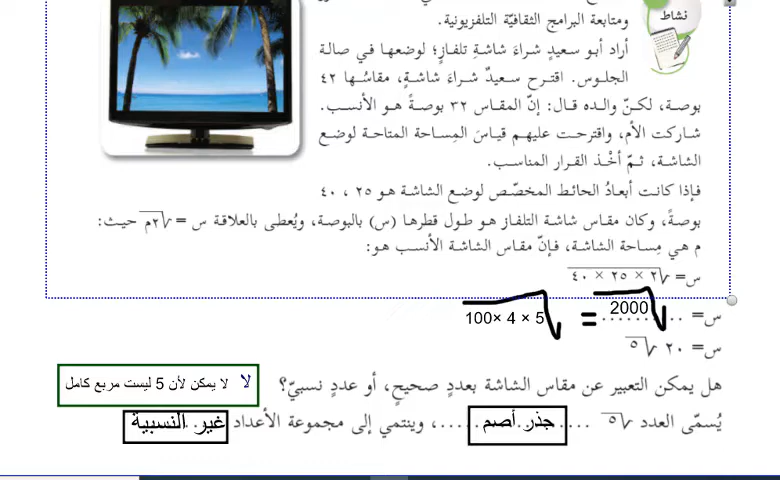 نشاط
ومتابعة البرامج الثقافيّة التلفزيونية.
أراد أبو سعيدٍ شراءَ شاشةِ تلفازٍ؛ لوضعها في صالة
الجلوس. اقترح سعيدٌ شراءَ شاشةٍ، مقاسُها ٤٢
بوصة، لكنّ والده قال: إنّ المقاس ٣٢ بوصةً هو الأنسب.
شاركت الأم، واقترحت عليهم قياسَ المِساحة المتاحة لوضع
الشاشة، ثمّ أخْذ القرار المناسب.
فإذا كانت أبعادُ الحائط المخصّص لوضع الشاشة هو ٢٥ ، ٤٠
بوصةً، وكان مقاس شاشة التلفاز هو طول قطرها (س) بالبوصة، ويُعطى بالعلاقة س = √٢م حيث:
م هي مِساحة الشاشة، فإنّ مقاس الشاشة الأنسب هو:
س= √٢ × ٢٥ × ٤٠
س= √2000 = √100× 4 × 5
س= ٢٠ √٥
هل يمكن التعبير عن مقاس الشاشة بعددٍ صحيحٍ، أو عددٍ نسبيّ؟ لا لا يمكن لأن 5 ليست مربع كامل
يُسمّى العدد √٥ .... جذر أصم .....، وينتمي إلى مجموعة الأعداد غير النسبية